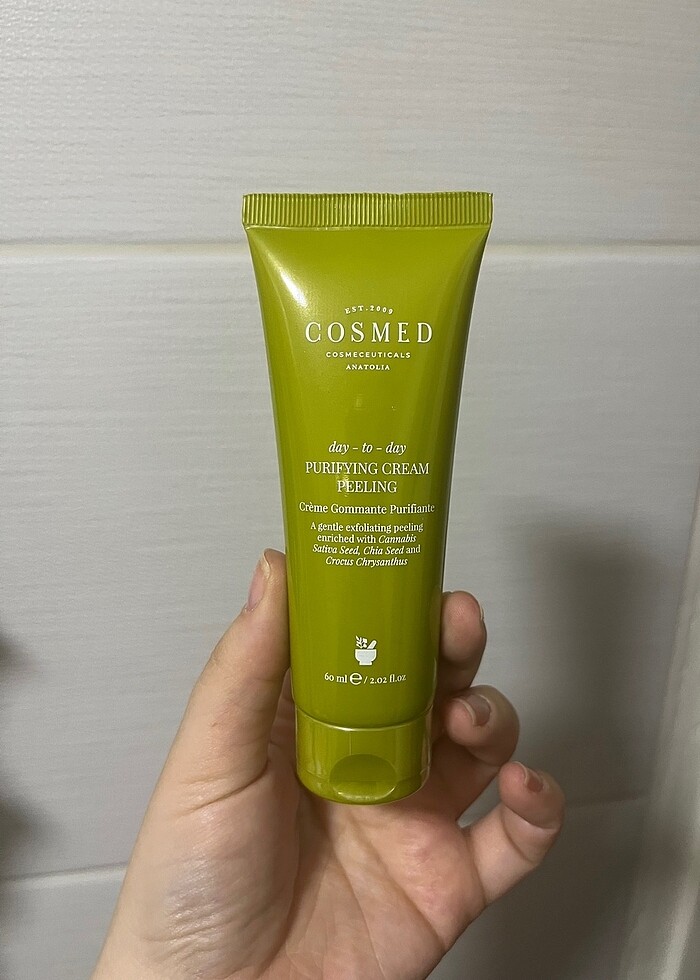 EST.2009
COSMED
COSMECEUTICALS
ANATOLIA
day - to - day
PURIFYING CREAM
PEELING
Crème Gommante Purifiante
A gentle exfoliating peeling
enriched with Cannabis
Sativa Seed, Chia Seed and
Crocus Chrysanthus
60 ml ℮ / 2.02 fl.oz